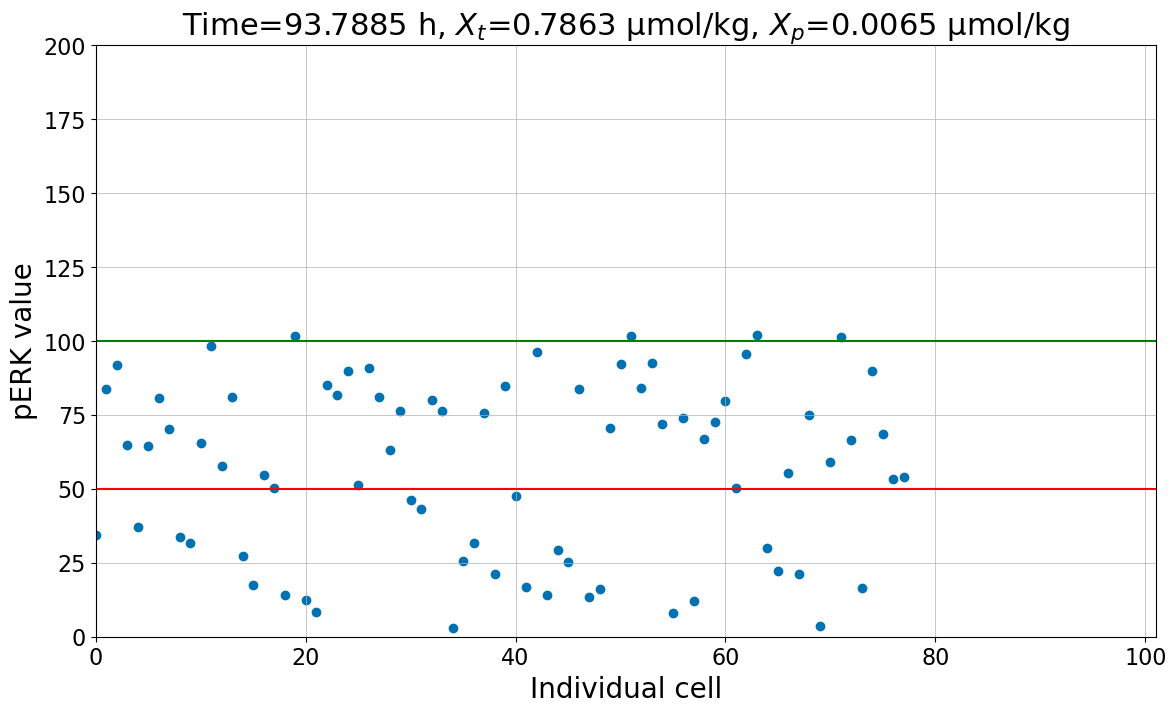 Time=93.7885 h, Xt=0.7863 μmol/kg, Xp=0.0065 μmol/kg
200
175
150
125
100
75
50
25
0
pERK value
0 20 40 60 80 100
Individual cell